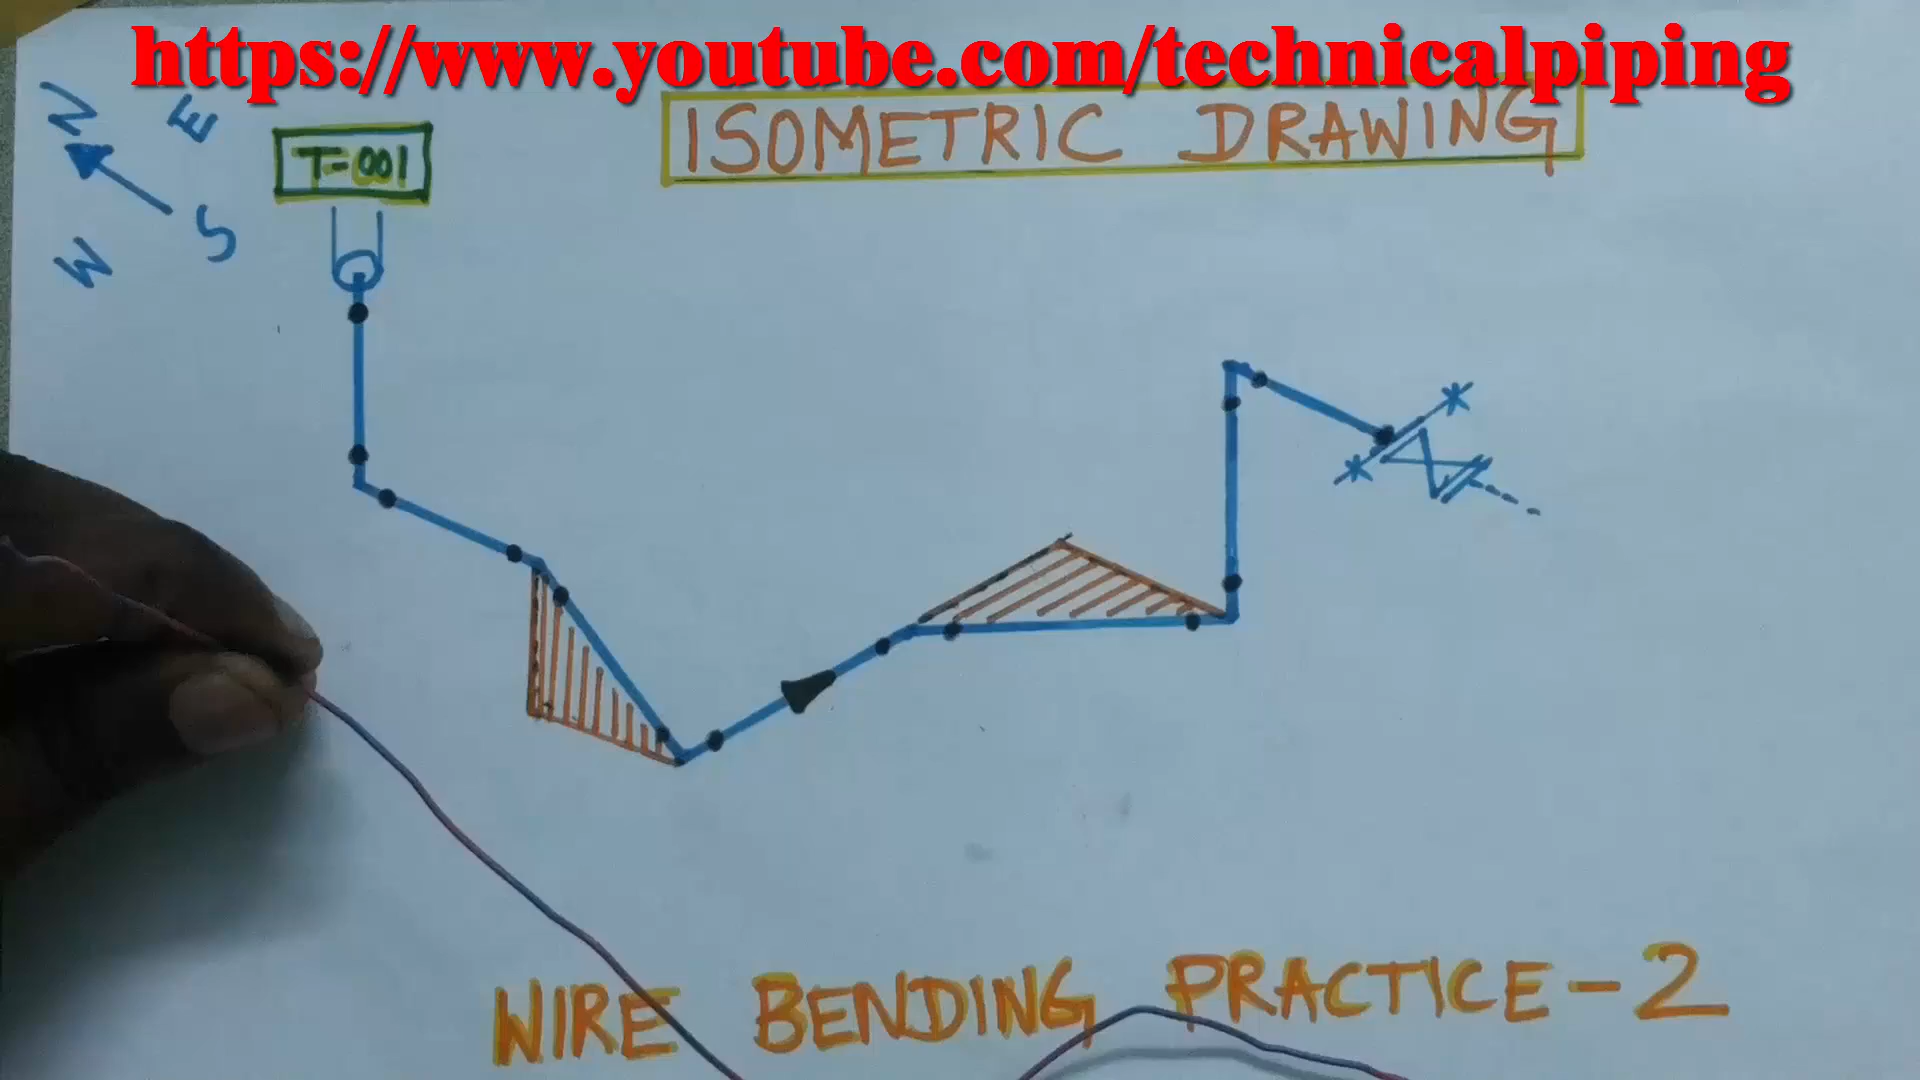 https://www.youtube.com/technicalpiping
N E
W S
T-001
ISOMETRIC DRAWING
WIRE BENDING PRACTICE-2